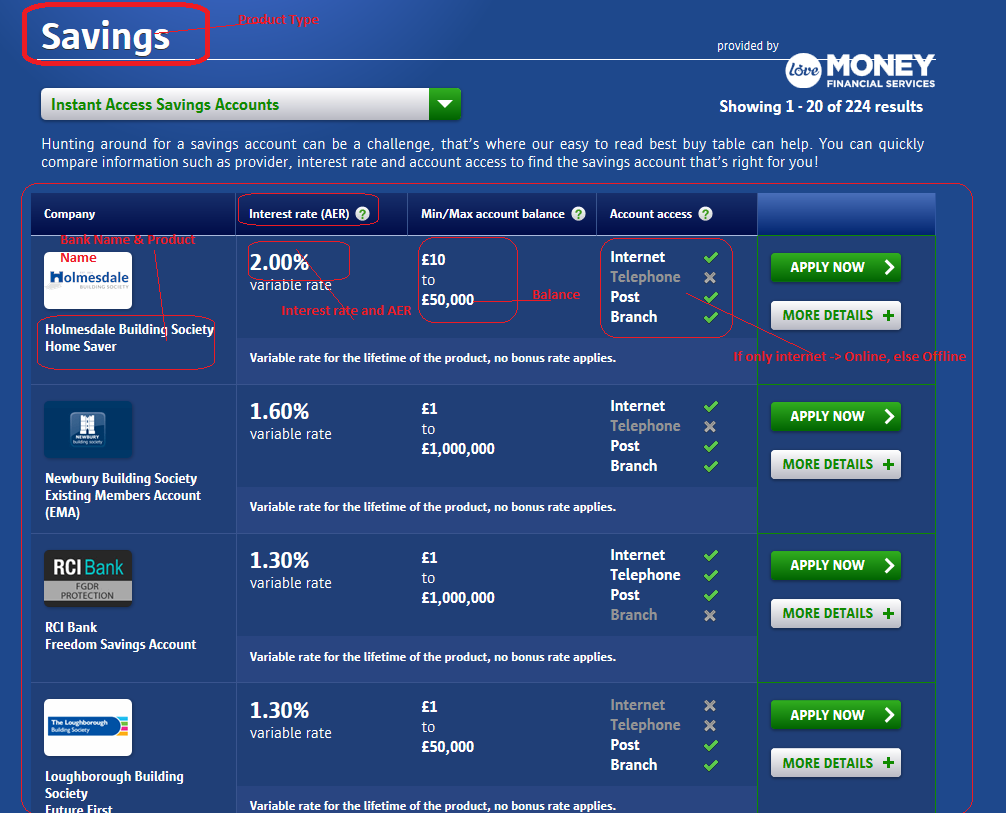 Savings
Product Type
provided by
love MONEY
FINANCIAL SERVICES
Instant Access Savings Accounts
Showing 1 - 20 of 224 results
Hunting around for a savings account can be a challenge, that's where our easy to read best buy table can help. You can quickly
compare information such as provider, interest rate and account access to find the savings account that's right for you!
Company
Interest rate (AER) ?
Min/Max account balance ?
Account access ?
Bank Name & Product
Name
Holmesdale
BUILDING SOCIETY
Holmesdale Building Society
Home Saver
2.00%
variable rate
Interest rate and AER
£10
to
£50,000
Balance
Internet
Telephone
Post
Branch
If only internet -> Online, else Offline
APPLY NOW
MORE DETAILS +
Variable rate for the lifetime of the product, no bonus rate applies.
NEWBURY
building society
Newbury Building Society
Existing Members Account
(EMA)
1.60%
variable rate
£1
to
£1,000,000
Internet
Telephone
Post
Branch
APPLY NOW
MORE DETAILS +
Variable rate for the lifetime of the product, no bonus rate applies.
RCI Bank
FGDR
PROTECTION
RCI Bank
Freedom Savings Account
1.30%
variable rate
£1
to
£1,000,000
Internet
Telephone
Post
Branch
APPLY NOW
MORE DETAILS +
Variable rate for the lifetime of the product, no bonus rate applies.
The Loughborough
Building Society
Loughborough Building
Society
Future First
1.30%
variable rate
£1
to
£50,000
Internet
Telephone
Post
Branch
APPLY NOW
MORE DETAILS +
Variable rate for the lifetime of the product, no bonus rate applies.